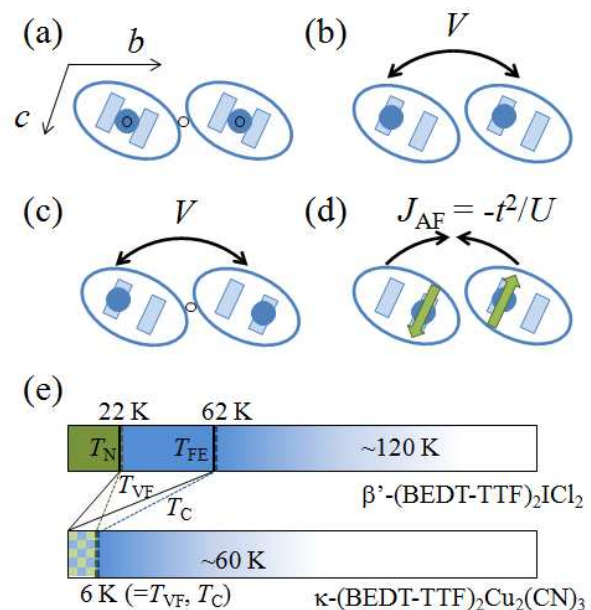 (a)
b
c
(b)
V
(c)
V
(d)
J_AF = -t²/U
(e)
22 K 62 K
T_N T_FE ~120 K
T_VF
T_C
β’-(BEDT-TTF)₂ICl₂
~60 K
6 K (=T_VF, T_C) κ-(BEDT-TTF)₂Cu₂(CN)₃